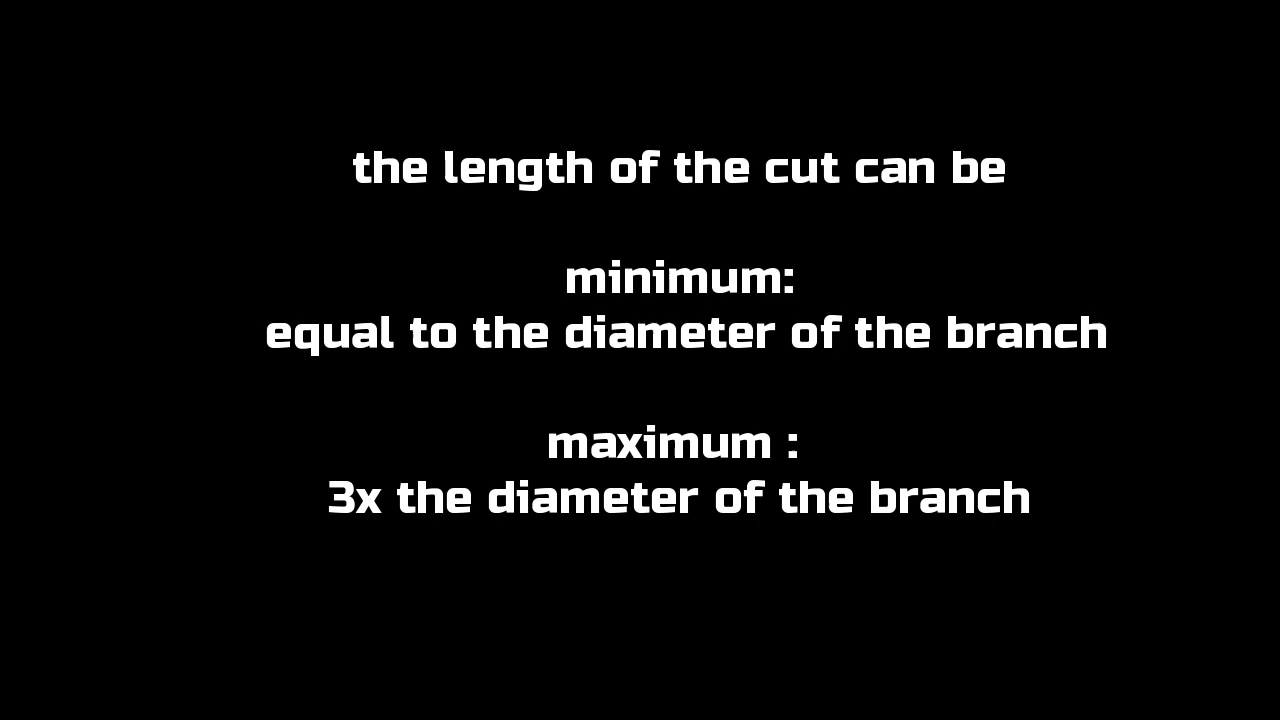 the length of the cut can be
minimum:
equal to the diameter of the branch
maximum :
3x the diameter of the branch